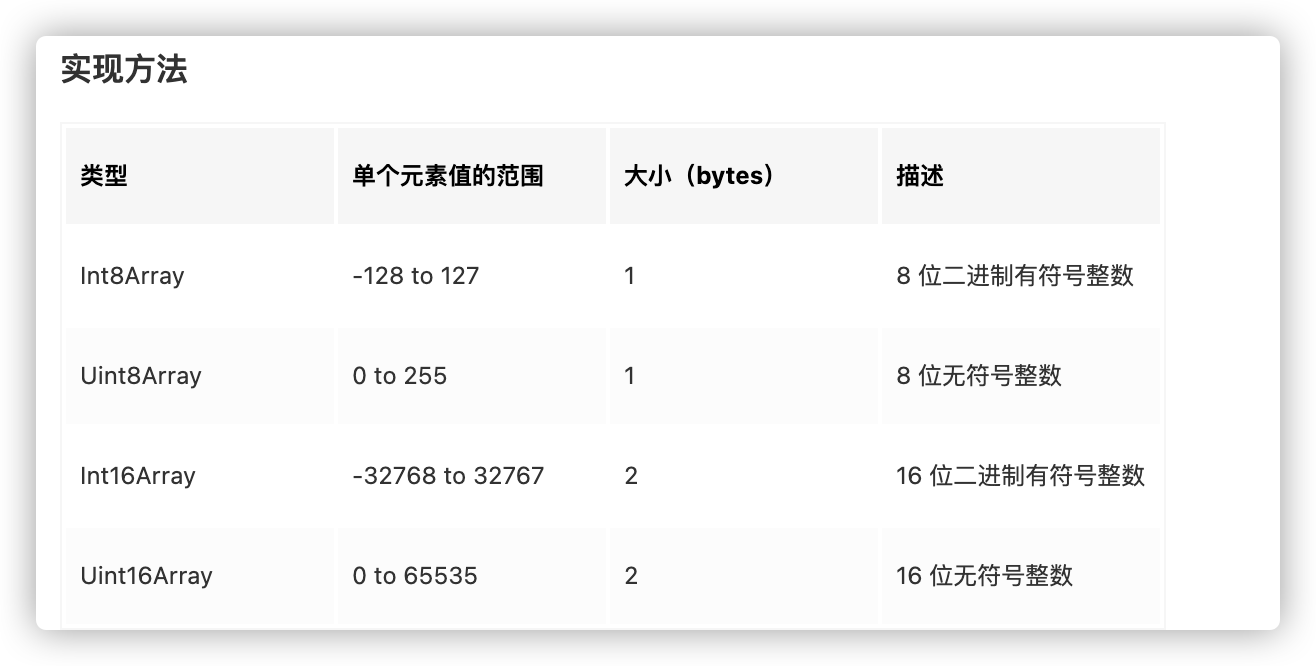 实现方法
类型 单个元素值的范围 大小（bytes） 描述
Int8Array -128 to 127 1 8 位二进制有符号整数
Uint8Array 0 to 255 1 8 位无符号整数
Int16Array -32768 to 32767 2 16 位二进制有符号整数
Uint16Array 0 to 65535 2 16 位无符号整数